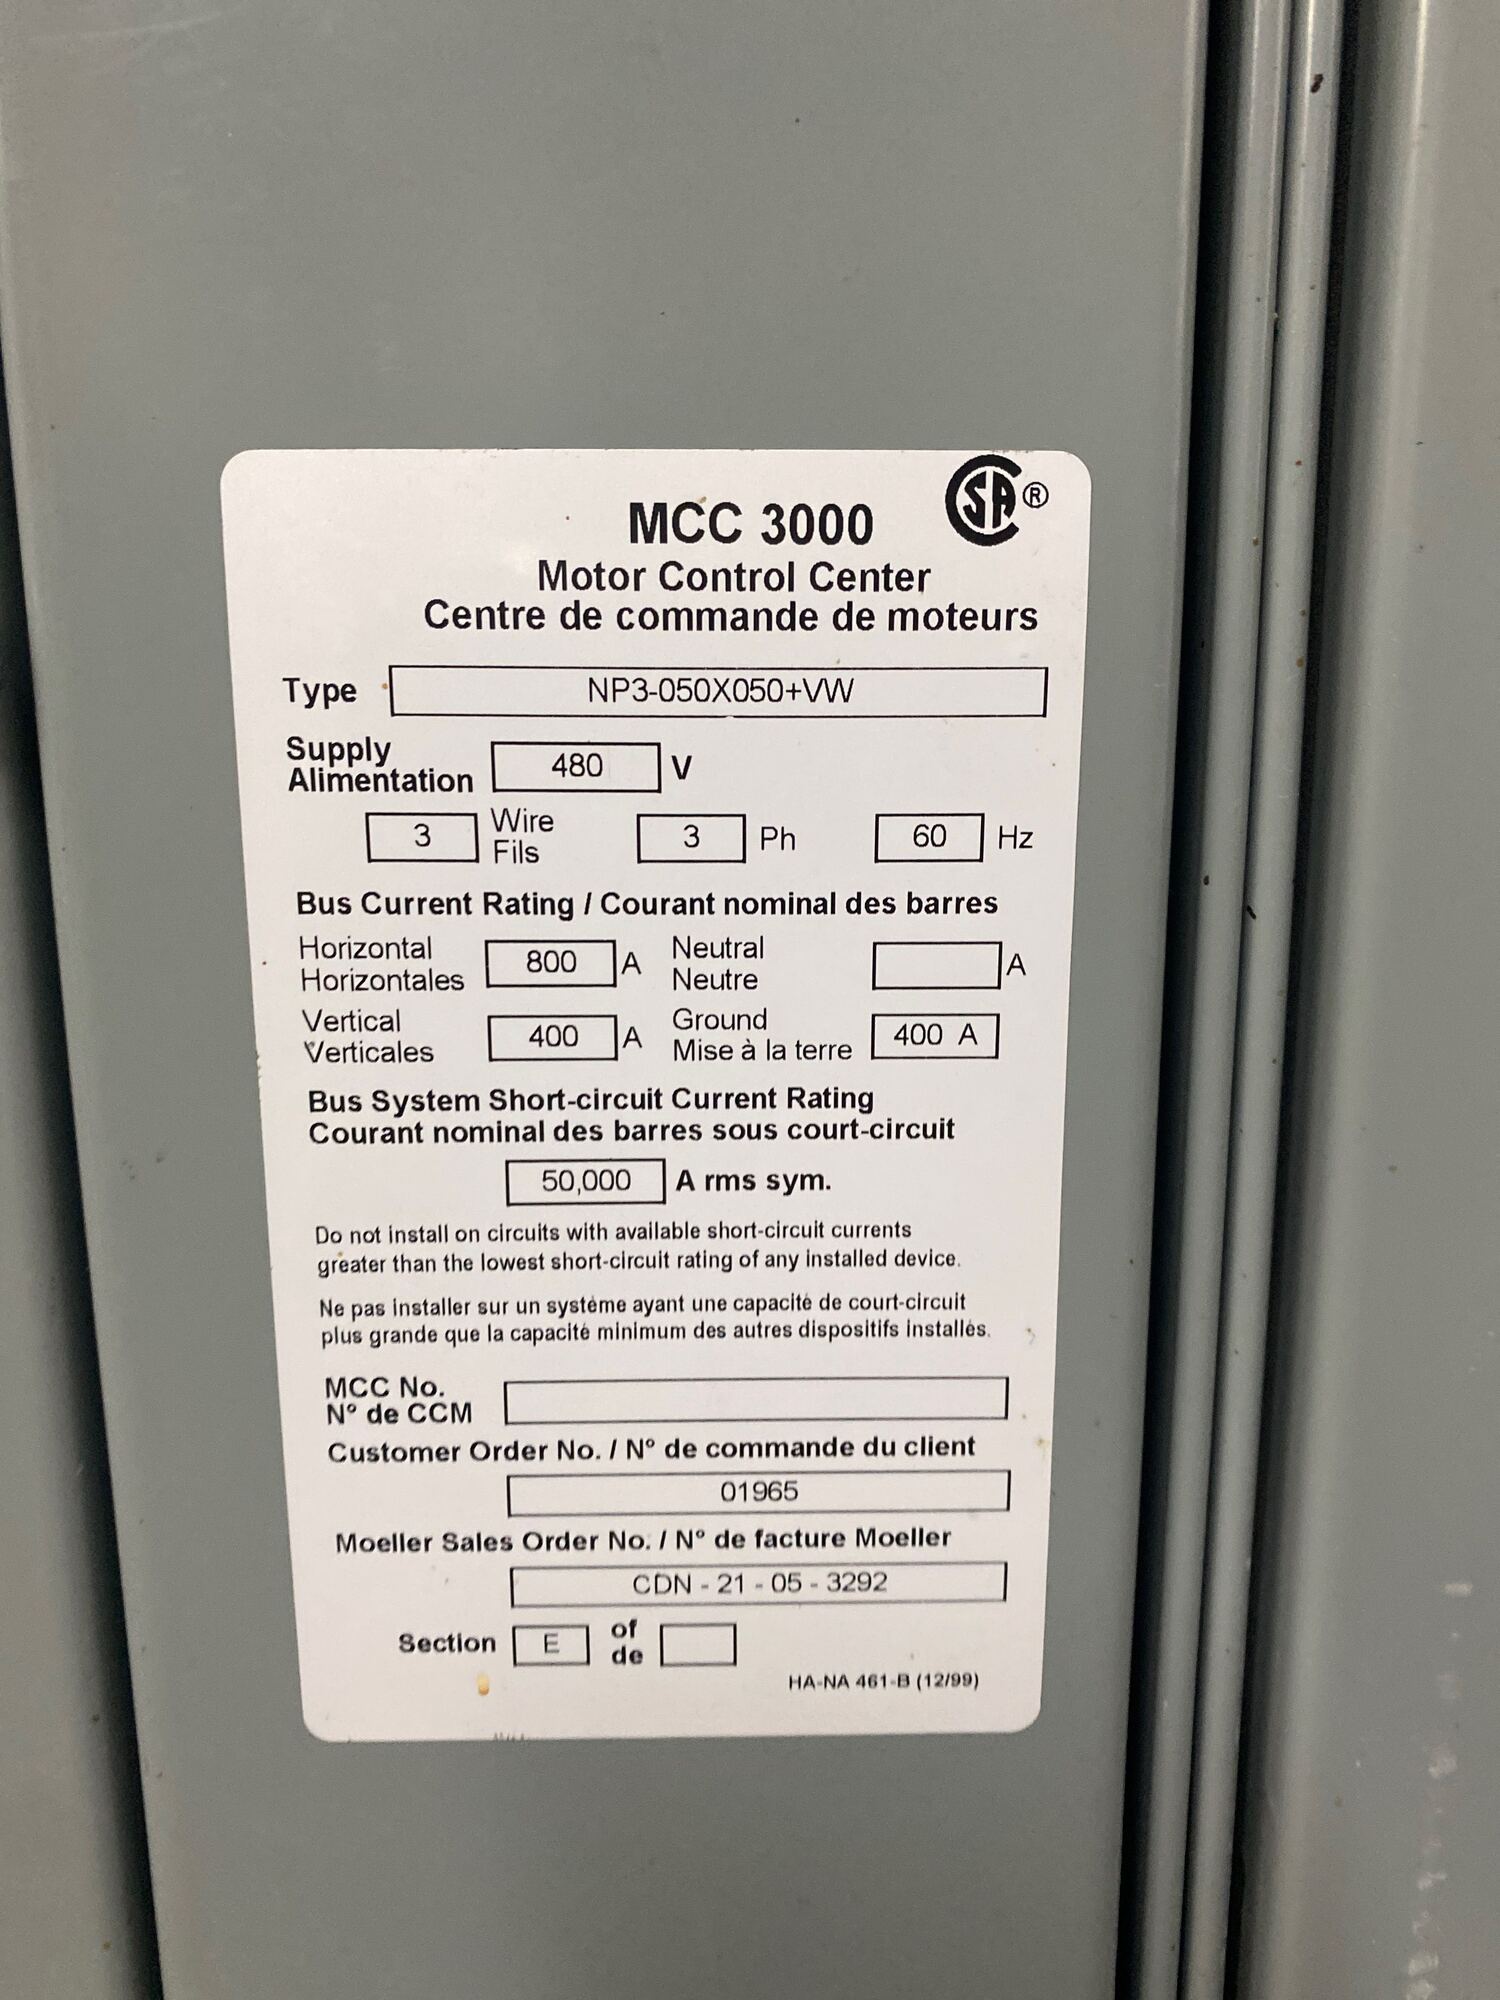 MCC 3000 SA ®
Motor Control Center
Centre de commande de moteurs
Type NP3-050X050+VW
Supply
Alimentation 480 V
3 Wire
Fils 3 Ph 60 Hz
Bus Current Rating / Courant nominal des barres
Horizontal
Horizontales 800 A Neutral
Neutre A
Vertical
Verticales 400 A Ground
Mise à la terre 400 A
Bus System Short-circuit Current Rating
Courant nominal des barres sous court-circuit
50,000 A rms sym.
Do not install on circuits with available short-circuit currents
greater than the lowest short-circuit rating of any installed device.
Ne pas installer sur un systéme ayant une capacité de court-circuit
plus grande que la capacité minimum des autres dispositifs installés.
MCC No.
N° de CCM
Customer Order No. / N° de commande du client
01965
Moeller Sales Order No. / N° de facture Moeller
CDN - 21 - 05 - 3292
Section E of
de
HA-NA 461-B (12/99)